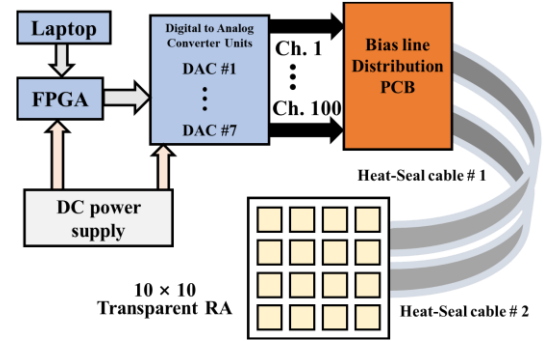 Laptop
FPGA
DC power
supply
Digital to Analog
Converter Units
DAC #1
DAC #7
Ch. 1
Ch. 100
Bias line
Distribution
PCB
Heat-Seal cable # 1
10 × 10
Transparent RA
Heat-Seal cable # 2